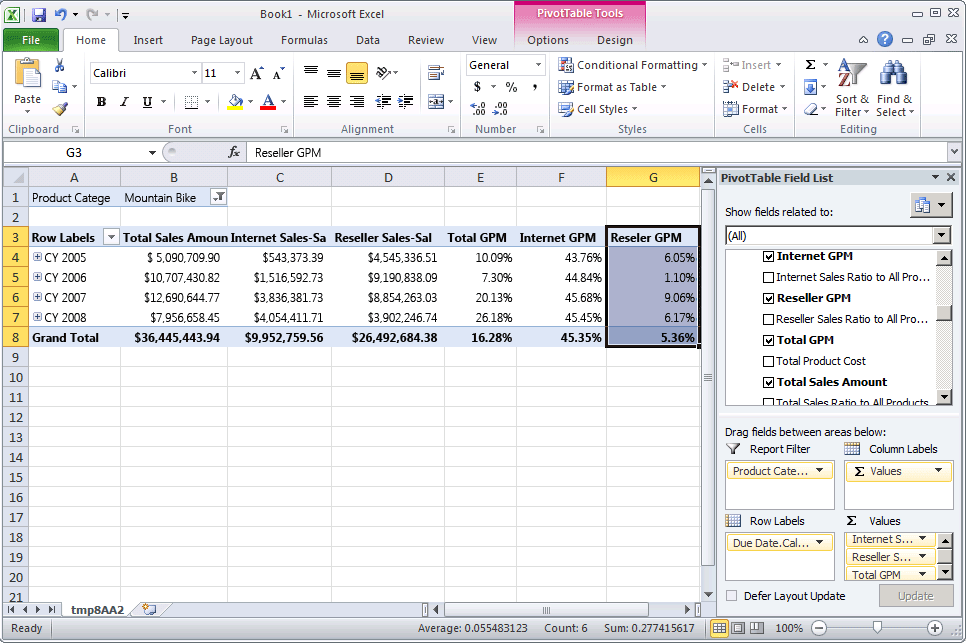 Book1 - Microsoft Excel PivotTable Tools
File Home Insert Page Layout Formulas Data Review View Options Design
Calibri 11 General Conditional Formatting Insert Σ
Paste B I U A $ % , Format as Table Delete Sort & Find &
Cell Styles Format Filter Select
Clipboard Font Alignment Number Styles Cells Editing
G3 fx Reseller GPM
A B C D E F G
PivotTable Field List
1 Product Catege Mountain Bike
2
Show fields related to:
(All)
3 Row Labels Total Sales Amoun Internet Sales-Sa Reseller Sales-Sal Total GPM Internet GPM Reseler GPM
4 CY 2005 $ 5,090,709.90 $543,373.39 $4,545,336.51 10.09% 43.76% 6.05%
5 CY 2006 $10,707,430.82 $1,516,592.73 $9,190,838.09 7.30% 44.84% 1.10%
6 CY 2007 $12,690,644.77 $3,836,381.73 $8,854,263.03 20.13% 45.68% 9.06%
7 CY 2008 $7,956,658.45 $4,054,411.71 $3,902,246.74 26.18% 45.45% 6.17%
8 Grand Total $36,445,443.94 $9,952,759.56 $26,492,684.38 16.28% 45.35% 5.36%
9
10
11
12
13
14
15
16
17
18
19
20
21
Internet GPM
Internet Sales Ratio to All Pro...
Reseller GPM
Reseller Sales Ratio to All Pro...
Total GPM
Total Product Cost
Total Sales Amount
Total Sales Ratio to All Products
Drag fields between areas below:
Report Filter Column Labels
Product Cate... Σ Values
Row Labels Σ Values
Due Date.Cal... Internet S...
Reseller S...
Total GPM
Defer Layout Update Update
tmp8AA2
Ready Average: 0.055483123 Count: 6 Sum: 0.277415617 100%